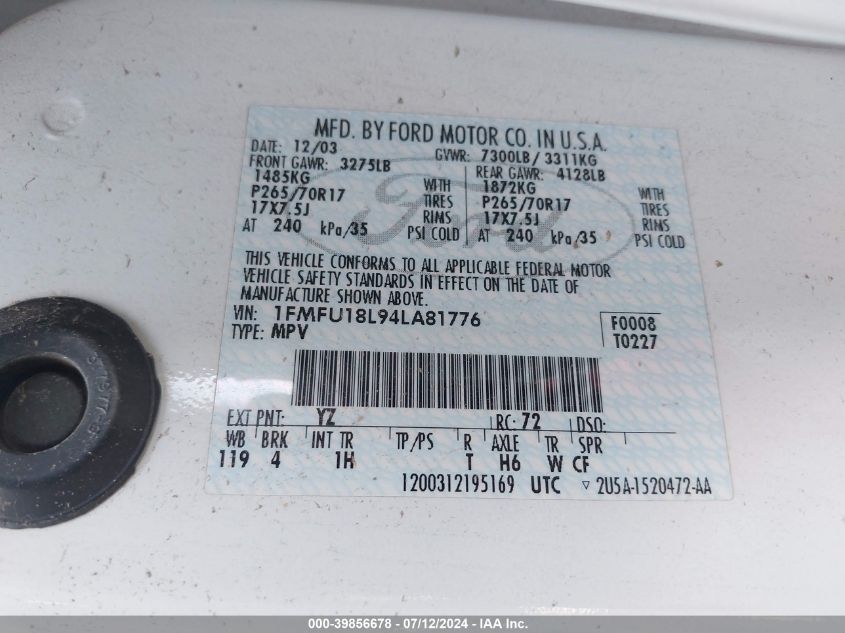 MFD. BY FORD MOTOR CO. IN U.S.A.
DATE: 12/03 GVWR: 7300LB/ 3311KG
FRONT GAWR: 3275LB REAR GAWR: 4128LB
1485KG WITH 1872KG WITH
P265/70R17 TIRES P265/70R17 TIRES
17X7.5J RIMS 17X7.5J RIMS
AT 240 kPa/35 PSI COLD AT 240 kPa/35 PSI COLD
Ford
THIS VEHICLE CONFORMS TO ALL APPLICABLE FEDERAL MOTOR
VEHICLE SAFETY STANDARDS IN EFFECT ON THE DATE OF
MANUFACTURE SHOWN ABOVE.
VIN: 1FMFU18L94LA81776 F0008
TYPE: MPV T0227
EXT PNT: YZ RC: 72 DSO:
WB BRK INT TR TP/PS R AXLE TR SPR
119 4 1H T H6 W CF
1200312195169 UTC ▽ 2U5A-1520472-AA
000-39856678 - 07/12/2024 - IAA Inc.